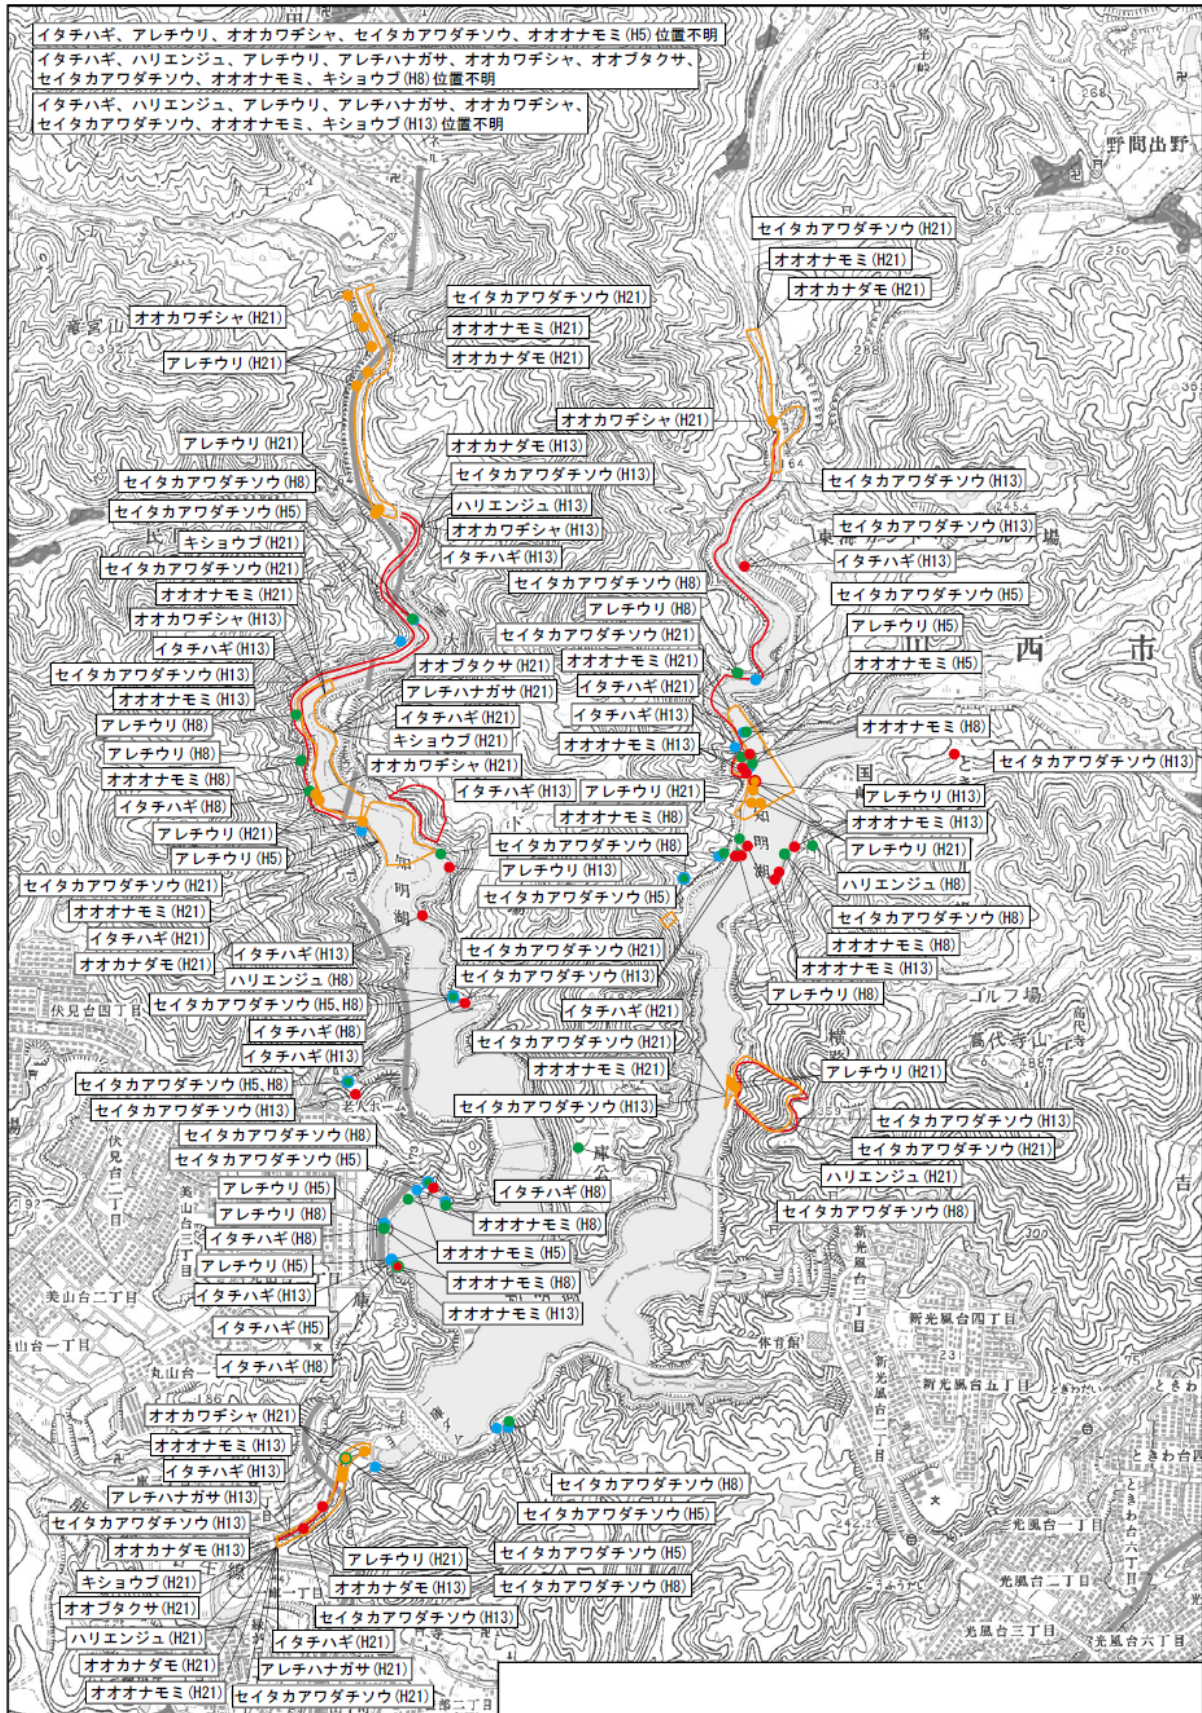 イタチハギ、アレチウリ、オオカワヂシャ、セイタカアワダチソウ、オオオナモミ(H5)位置不明
イタチハギ、ハリエンジュ、アレチウリ、アレチハナガサ、オオカワヂシャ、オオブタクサ、
セイタカアワダチソウ、オオオナモミ、キショウブ(H8)位置不明
イタチハギ、ハリエンジュ、アレチウリ、アレチハナガサ、オオカワヂシャ、
セイタカアワダチソウ、オオオナモミ、キショウブ(H13)位置不明
野間出野
セイタカアワダチソウ(H21)
オオオナモミ(H21)
オオカナダモ(H21)
オオカワヂシャ(H21)
アレチウリ(H21)
セイタカアワダチソウ(H21)
オオオナモミ(H21)
オオカナダモ(H21)
オオカワヂシャ(H21)
アレチウリ(H21)
セイタカアワダチソウ(H8)
セイタカアワダチソウ(H5)
キショウブ(H21)
セイタカアワダチソウ(H21)
オオオナモミ(H21)
オオカワヂシャ(H13)
イタチハギ(H13)
セイタカアワダチソウ(H13)
オオオナモミ(H13)
アレチウリ(H8)
アレチウリ(H8)
オオオナモミ(H8)
イタチハギ(H8)
アレチウリ(H21)
アレチウリ(H5)
セイタカアワダチソウ(H21)
オオオナモミ(H21)
イタチハギ(H21)
オオカナダモ(H21)
オオカナダモ(H13)
セイタカアワダチソウ(H13)
ハリエンジュ(H13)
オオカワヂシャ(H13)
イタチハギ(H13)
オオブタクサ(H21)
アレチハナガサ(H21)
イタチハギ(H21)
キショウブ(H21)
オオカワヂシャ(H21)
イタチハギ(H13)
セイタカアワダチソウ(H13)
セイタカアワダチソウ(H13)
イタチハギ(H13)
セイタカアワダチソウ(H8)
アレチウリ(H8)
セイタカアワダチソウ(H21)
オオオナモミ(H21)
イタチハギ(H21)
イタチハギ(H13)
オオオナモミ(H13)
アレチウリ(H21)
オオオナモミ(H8)
セイタカアワダチソウ(H5)
アレチウリ(H5)
オオオナモミ(H5)
川西市
オオオナモミ(H8)
セイタカアワダチソウ(H13)
アレチウリ(H13)
オオオナモミ(H13)
アレチウリ(H21)
ハリエンジュ(H8)
セイタカアワダチソウ(H8)
オオオナモミ(H8)
オオオナモミ(H13)
アレチウリ(H8)
知明湖
知明湖
セイタカアワダチソウ(H8)
アレチウリ(H13)
セイタカアワダチソウ(H5)
セイタカアワダチソウ(H21)
セイタカアワダチソウ(H13)
イタチハギ(H13)
ハリエンジュ(H8)
セイタカアワダチソウ(H5、H8)
イタチハギ(H8)
イタチハギ(H13)
伏見台四丁目
ゴルフ場
高代寺山
イタチハギ(H21)
セイタカアワダチソウ(H21)
オオオナモミ(H21)
セイタカアワダチソウ(H13)
アレチウリ(H21)
セイタカアワダチソウ(H13)
セイタカアワダチソウ(H21)
ハリエンジュ(H21)
セイタカアワダチソウ(H8)
セイタカアワダチソウ(H5、H8)
セイタカアワダチソウ(H13)
老人ホーム
セイタカアワダチソウ(H8)
セイタカアワダチソウ(H5)
アレチウリ(H5)
アレチウリ(H8)
イタチハギ(H8)
アレチウリ(H5)
イタチハギ(H13)
イタチハギ(H5)
イタチハギ(H8)
イタチハギ(H8)
オオオナモミ(H8)
オオオナモミ(H5)
オオオナモミ(H8)
オオオナモミ(H13)
伏見台二丁目
美山台三丁目
美山台二丁目
体育館
新光風台三丁目
新光風台四丁目
新光風台五丁目
新光風台二丁目
オオカワヂシャ(H21)
オオオナモミ(H13)
イタチハギ(H13)
アレチハナガサ(H13)
セイタカアワダチソウ(H13)
オオカナダモ(H13)
キショウブ(H21)
オオブタクサ(H21)
ハリエンジュ(H21)
オオカナダモ(H21)
オオオナモミ(H21)
セイタカアワダチソウ(H8)
セイタカアワダチソウ(H5)
セイタカアワダチソウ(H5)
セイタカアワダチソウ(H8)
アレチウリ(H21)
オオカナダモ(H13)
セイタカアワダチソウ(H13)
イタチハギ(H21)
アレチハナガサ(H21)
セイタカアワダチソウ(H21)
光風台一丁目
光風台二丁目
光風台三丁目
光風台六丁目
ときわ台六丁目